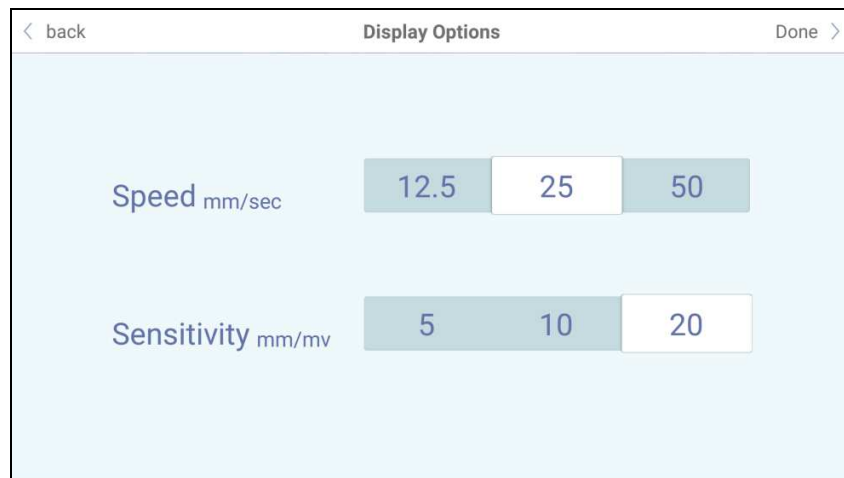 back Display Options Done
Speed mm/sec 12.5 25 50
Sensitivity mm/mv 5 10 20